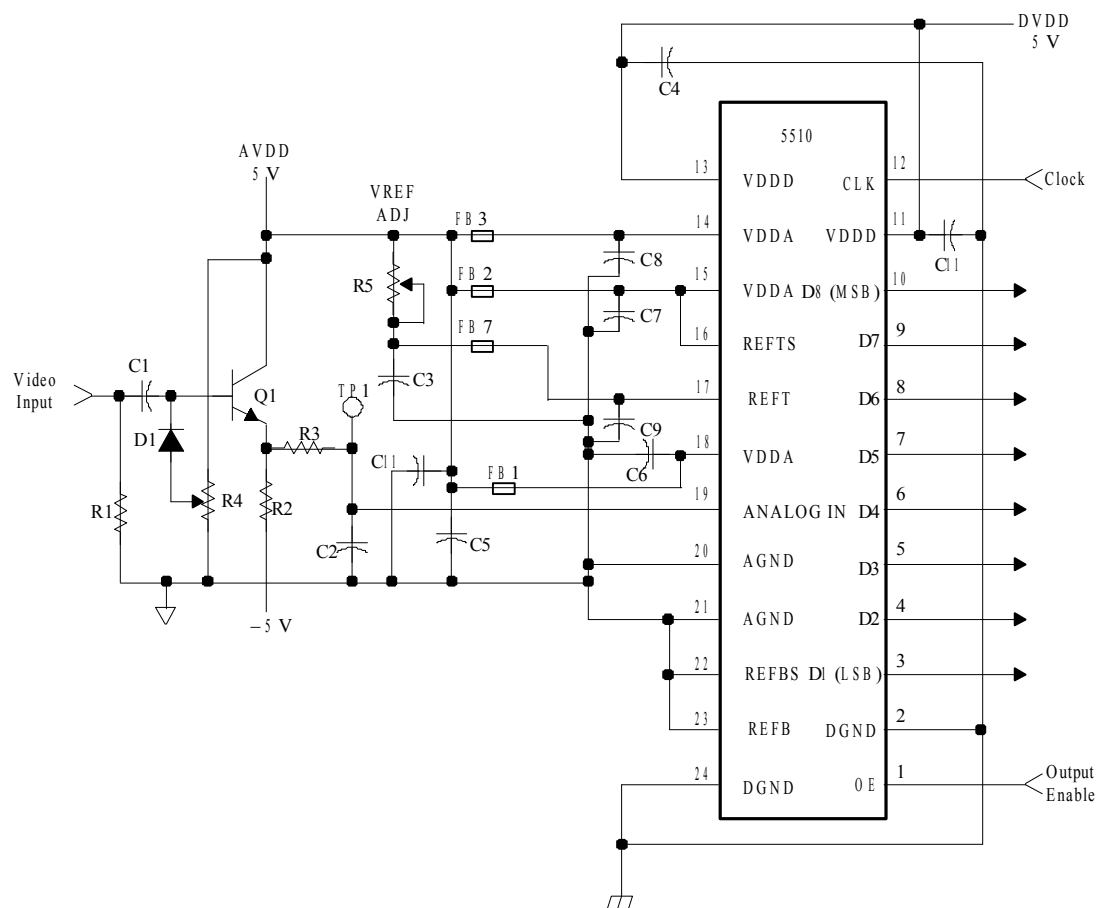 DVDD
5 V
C4
5510
AVDD
5 V
13
VDDD
12
CLK
Clock
VREF
ADJ
FB 3
14
VDDA
11
VDDD
C11
C8
R5
FB 2
15
VDDA
10
D8 (MSB)
C7
FB 7
16
REFTS
9
D7
C1
Video
Input
Q1
TP1
C3
17
REFT
8
D6
D1
R3
C9
C6
18
VDDA
7
D5
C11
FB 1
R1
R4
R2
19
ANALOG IN
6
D4
C2
C5
20
AGND
5
D3
-5 V
21
AGND
4
D2
22
REFBS
3
D1 (LSB)
23
REFB
2
DGND
24
DGND
1
OE
Output
Enable